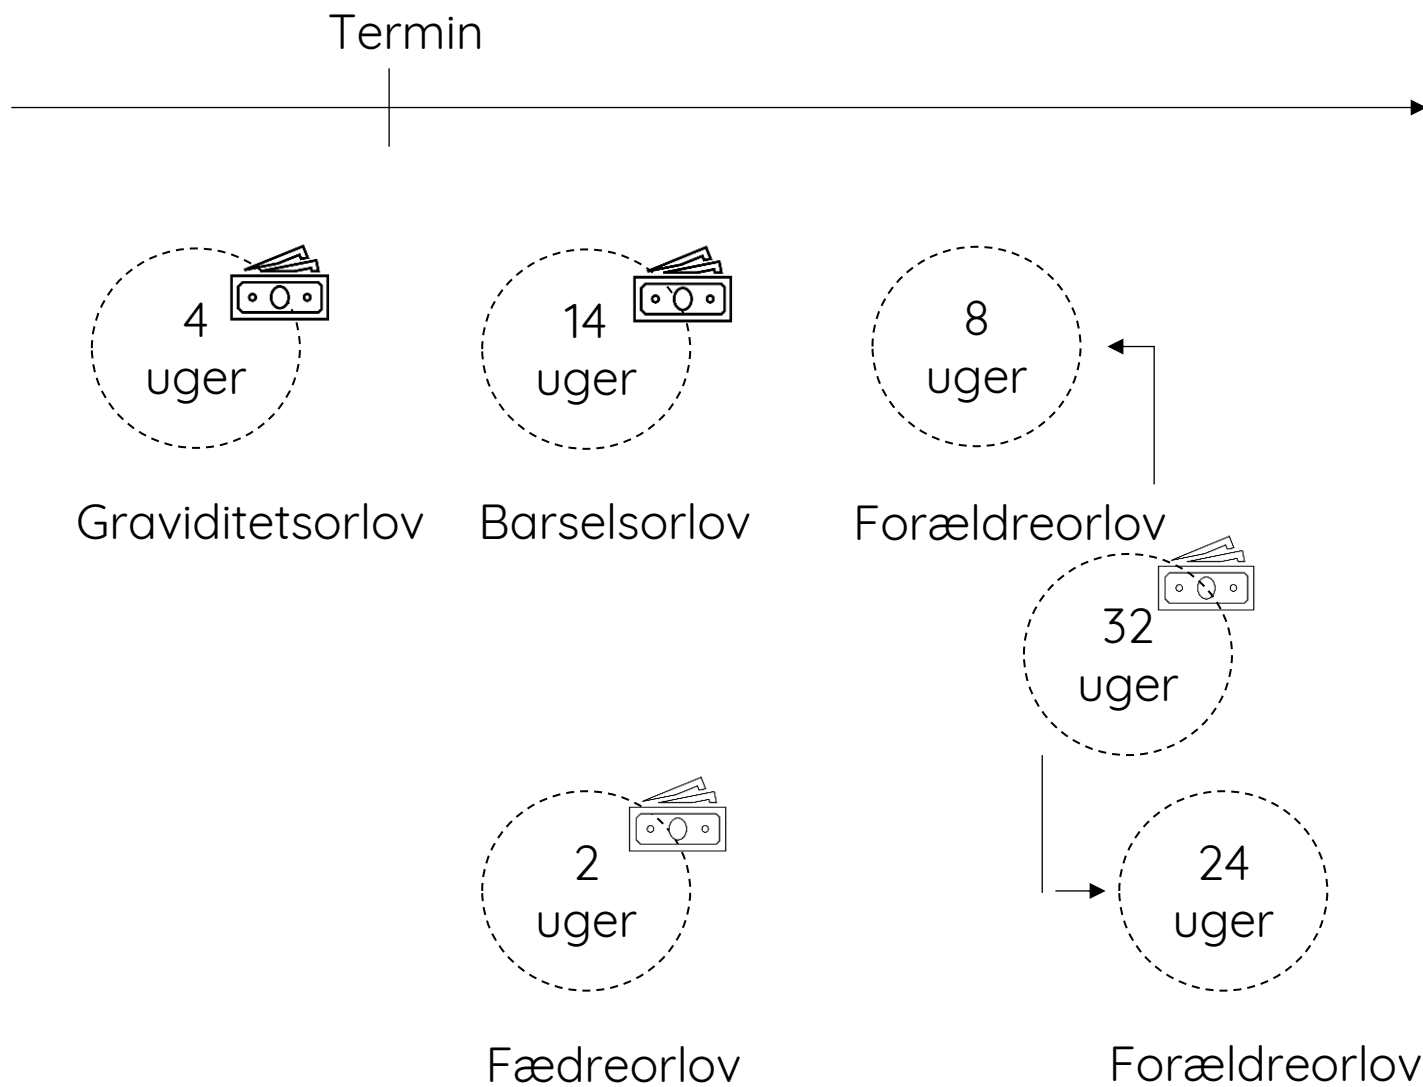 Termin
4
uger
14
uger
8
uger
Graviditetsorlov
Barselsorlov
Forældreorlov
32
uger
2
uger
24
uger
Fædreorlov
Forældreorlov